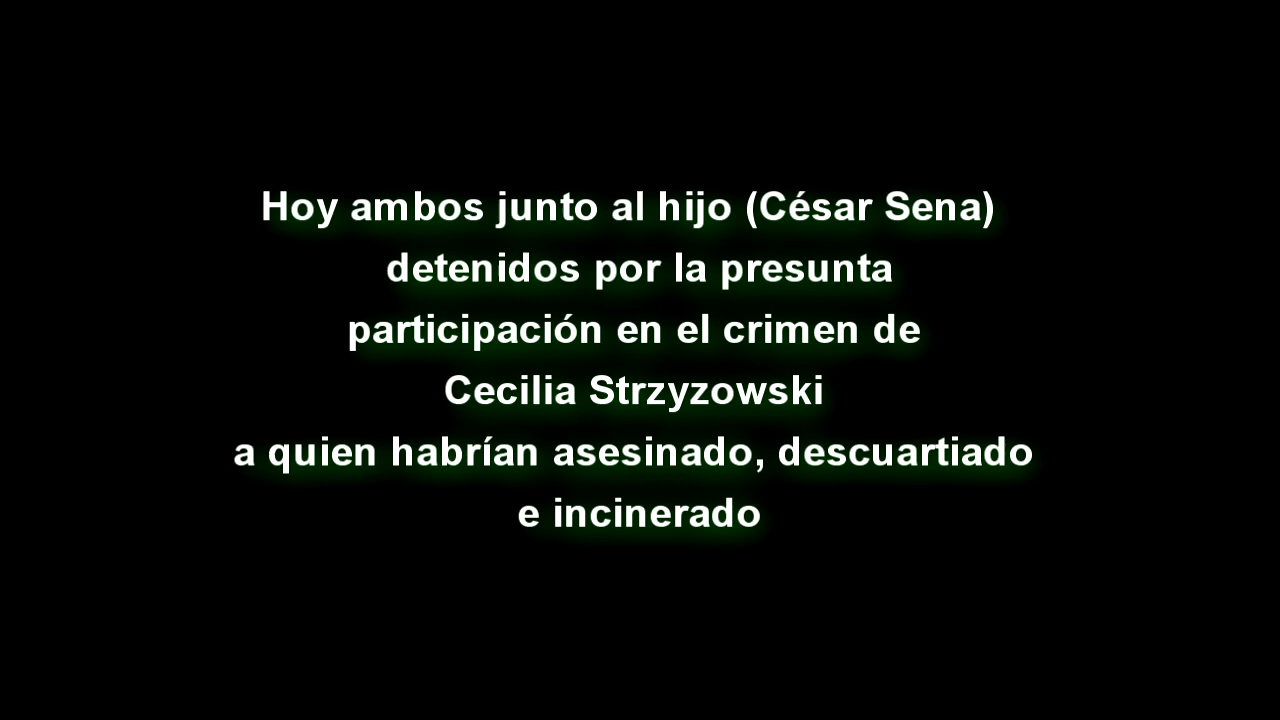 Hoy ambos junto al hijo (César Sena)
detenidos por la presunta
participación en el crimen de
Cecilia Strzyzowski
a quien habrían asesinado, descuartiado
e incinerado